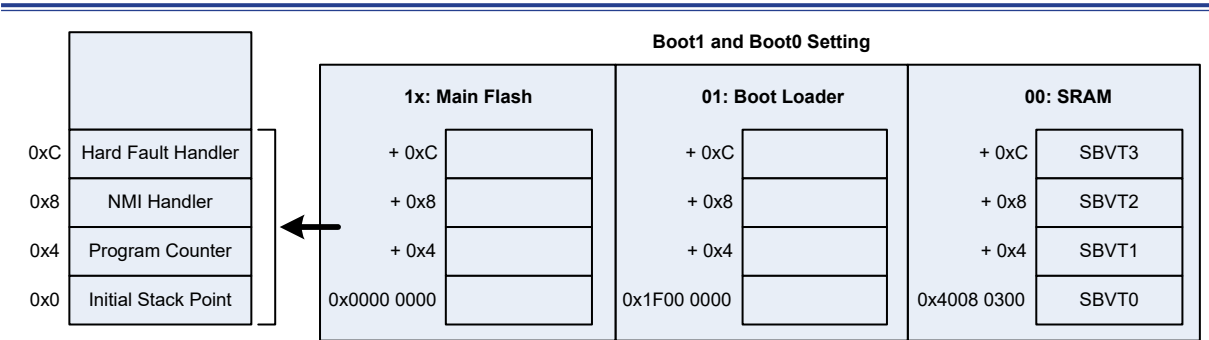 Boot1 and Boot0 Setting
1x: Main Flash 01: Boot Loader 00: SRAM
0xC Hard Fault Handler + 0xC + 0xC + 0xC SBVT3
0x8 NMI Handler + 0x8 + 0x8 + 0x8 SBVT2
0x4 Program Counter + 0x4 + 0x4 + 0x4 SBVT1
0x0 Initial Stack Point 0x0000 0000 0x1F00 0000 0x4008 0300 SBVT0